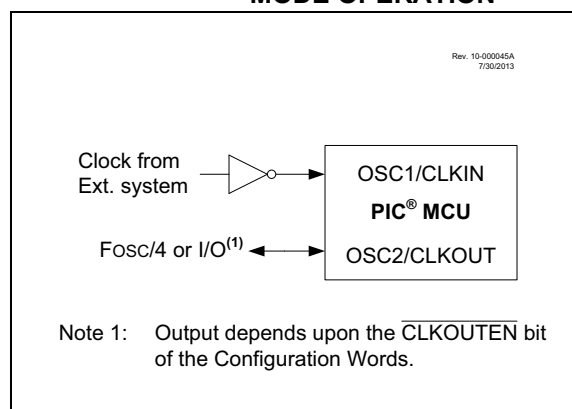 MODE OPERATION
Rev. 10-000045A
7/30/2013
Clock from
Ext. system
OSC1/CLKIN
PIC® MCU
FOSC/4 or I/O(1)
OSC2/CLKOUT
Note 1: Output depends upon the CLKOUTEN bit
of the Configuration Words.